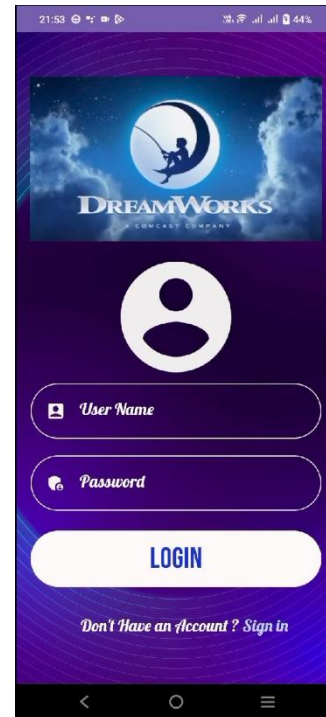 21:53
44%
DREAMWORKS
A COMCAST COMPANY
User Name
Password
LOGIN
Don't Have an Account ? Sign in